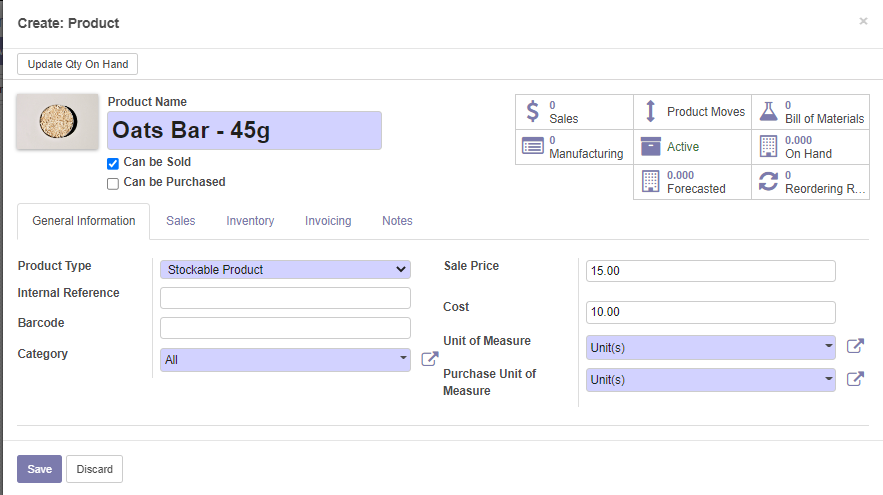 Create: Product
×
Update Qty On Hand
Product Name
Oats Bar - 45g
Can be Sold
Can be Purchased
0
Sales
Product Moves
0
Bill of Materials
0
Manufacturing
Active
0.000
On Hand
0.000
Forecasted
0
Reordering R...
General Information
Sales
Inventory
Invoicing
Notes
Product Type
Stockable Product
Internal Reference
Barcode
Category
All
Sale Price
15.00
Cost
10.00
Unit of Measure
Unit(s)
Purchase Unit of
Measure
Unit(s)
Save
Discard